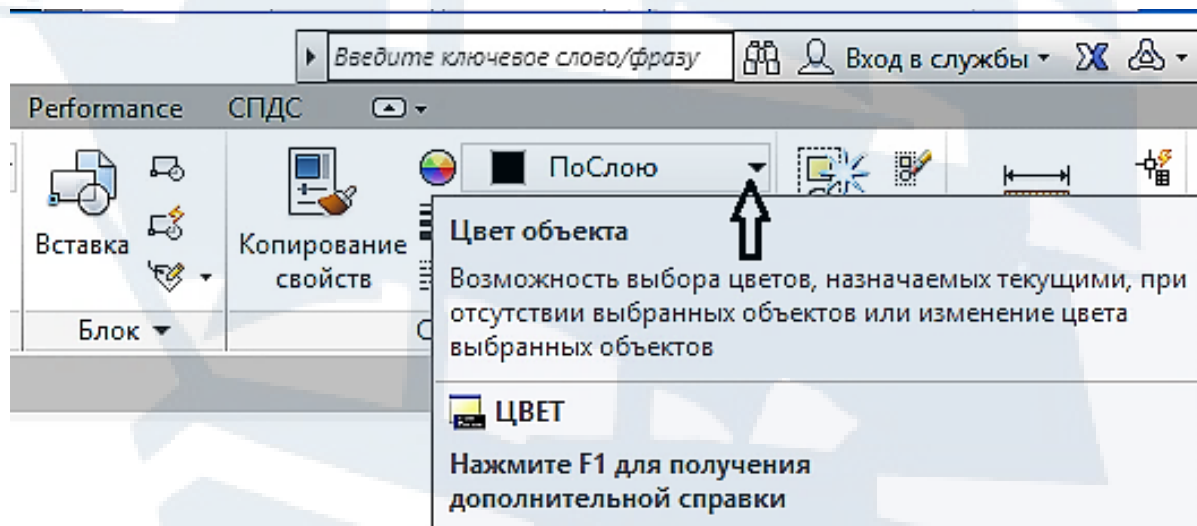 Введите ключевое слово/фразу
Вход в службы
Performance СПДС
ПоСлою
Вставка
Копирование
свойств
Блок
С
Цвет объекта
Возможность выбора цветов, назначаемых текущими, при
отсутствии выбранных объектов или изменение цвета
выбранных объектов
ЦВЕТ
Нажмите F1 для получения
дополнительной справки